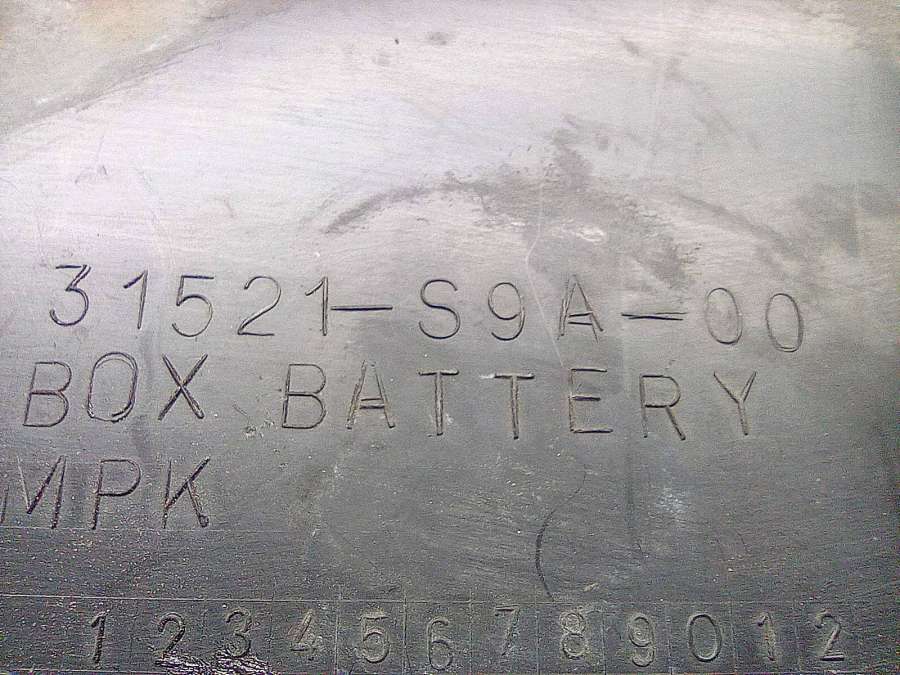 31521-S9A-00
BOX BATTERY
MPK
1 2 3 4 5 6 7 8 9 0 1 2